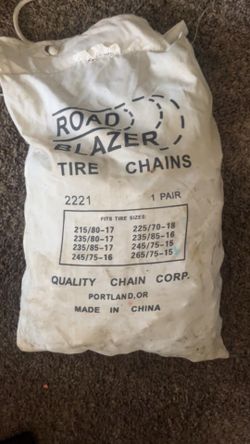 ROAD
BLAZER
TIRE CHAINS
2221 1 PAIR
FITS TIRE SIZES:
215/80-17 225/70-18
235/80-17 235/85-16
235/85-17 245/75-15
245/75-16 265/75-15
QUALITY CHAIN CORP.
PORTLAND, OR
MADE IN CHINA